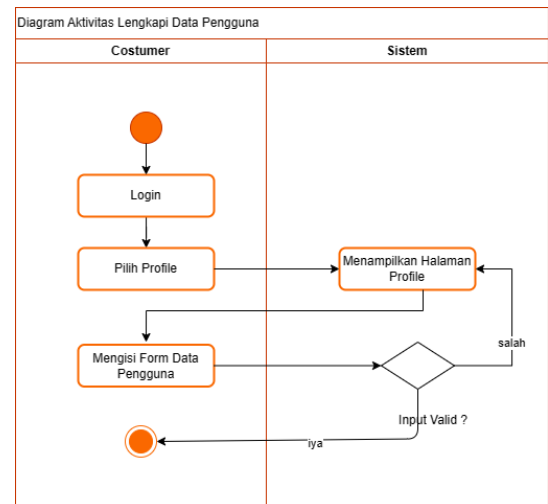 Diagram Aktivitas Lengkapi Data Pengguna
Costumer
Sistem
Login
Pilih Profile
Menampilkan Halaman
Profile
Mengisi Form Data
Pengguna
salah
Input Valid ?
iya